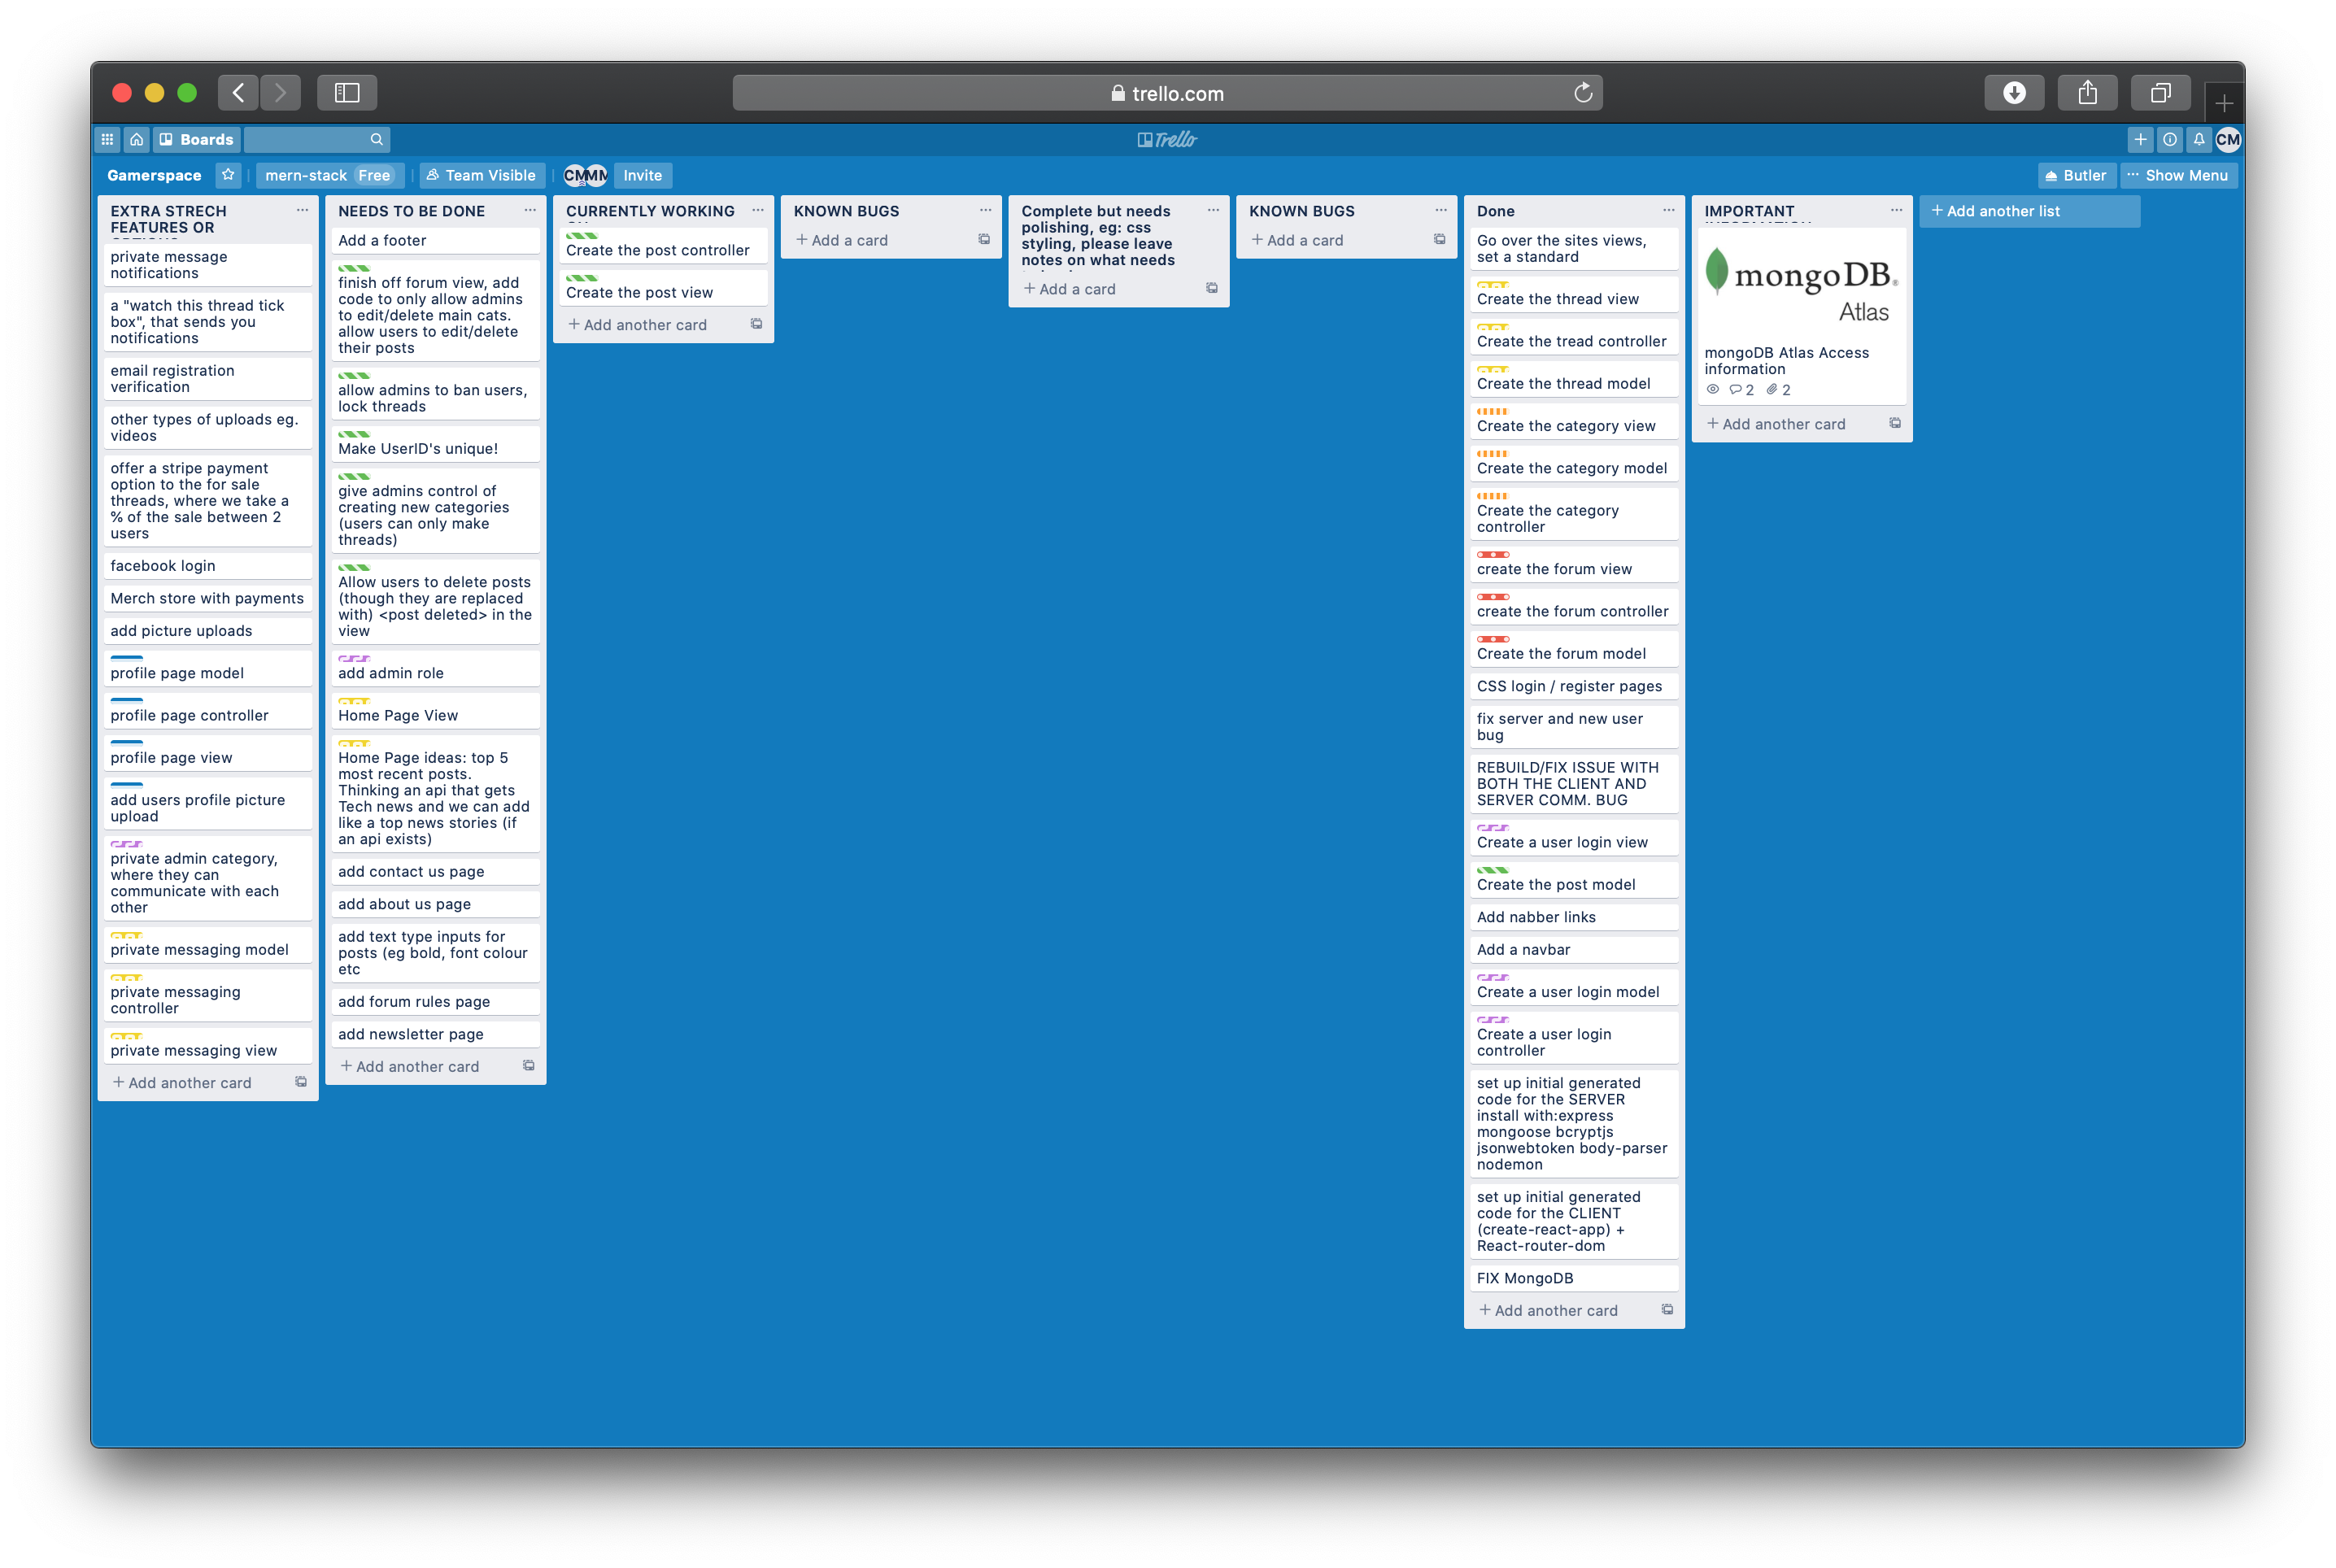 trello.com
Boards
Trello
CM
Gamerspace
mern-stack Free
Team Visible
CM
Invite
Butler
Show Menu
EXTRA STRECH
FEATURES OR
private message
notifications
a "watch this thread tick
box", that sends you
notifications
email registration
verification
other types of uploads eg.
videos
offer a stripe payment
option to the for sale
threads, where we take a
% of the sale between 2
users
facebook login
Merch store with payments
add picture uploads
profile page model
profile page controller
profile page view
add users profile picture
upload
private admin category,
where they can
communicate with each
other
private messaging model
private messaging
controller
private messaging view
Add another card
NEEDS TO BE DONE
Add a footer
finish off forum view, add
code to only allow admins
to edit/delete main cats.
allow users to edit/delete
their posts
allow admins to ban users,
lock threads
Make UserID's unique!
give admins control of
creating new categories
(users can only make
threads)
Allow users to delete posts
(though they are replaced
with) <post deleted> in the
view
add admin role
Home Page View
Home Page ideas: top 5
most recent posts.
Thinking an api that gets
Tech news and we can add
like a top news stories (if
an api exists)
add contact us page
add about us page
add text type inputs for
posts (eg bold, font colour
etc
add forum rules page
add newsletter page
Add another card
CURRENTLY WORKING
Create the post controller
Create the post view
Add another card
KNOWN BUGS
Add a card
Complete but needs
polishing, eg: css
styling, please leave
notes on what needs
Add a card
KNOWN BUGS
Add a card
Done
Go over the sites views,
set a standard
Create the thread view
Create the tread controller
Create the thread model
Create the category view
Create the category model
Create the category
controller
create the forum view
create the forum controller
Create the forum model
CSS login / register pages
fix server and new user
bug
REBUILD/FIX ISSUE WITH
BOTH THE CLIENT AND
SERVER COMM. BUG
Create a user login view
Create the post model
Add nabber links
Add a navbar
Create a user login model
Create a user login
controller
set up initial generated
code for the SERVER
install with:express
mongoose bcryptjs
jsonwebtoken body-parser
nodemon
set up initial generated
code for the CLIENT
(create-react-app) +
React-router-dom
FIX MongoDB
Add another card
IMPORTANT
mongoDB®
Atlas
mongoDB Atlas Access
information
2 2
Add another card
Add another list